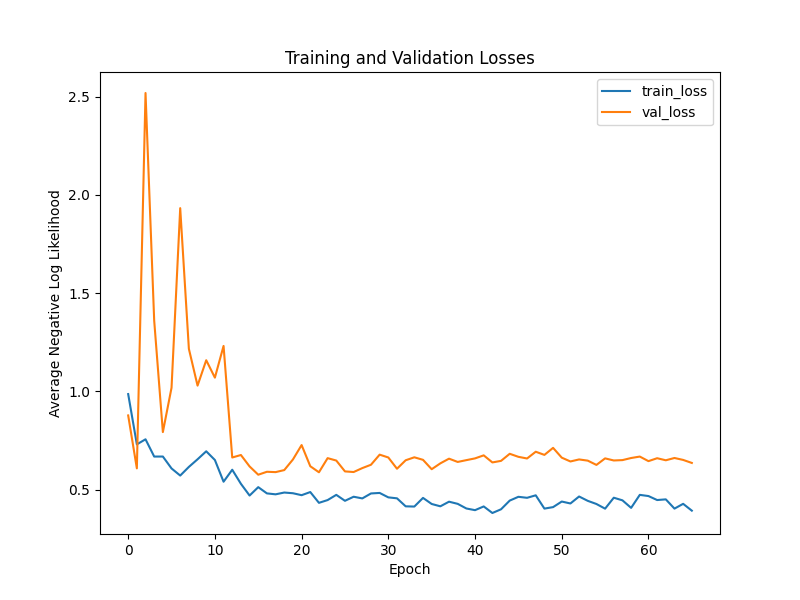 Training and Validation Losses
train_loss
val_loss
Average Negative Log Likelihood
2.5
2.0
1.5
1.0
0.5
0 10 20 30 40 50 60
Epoch